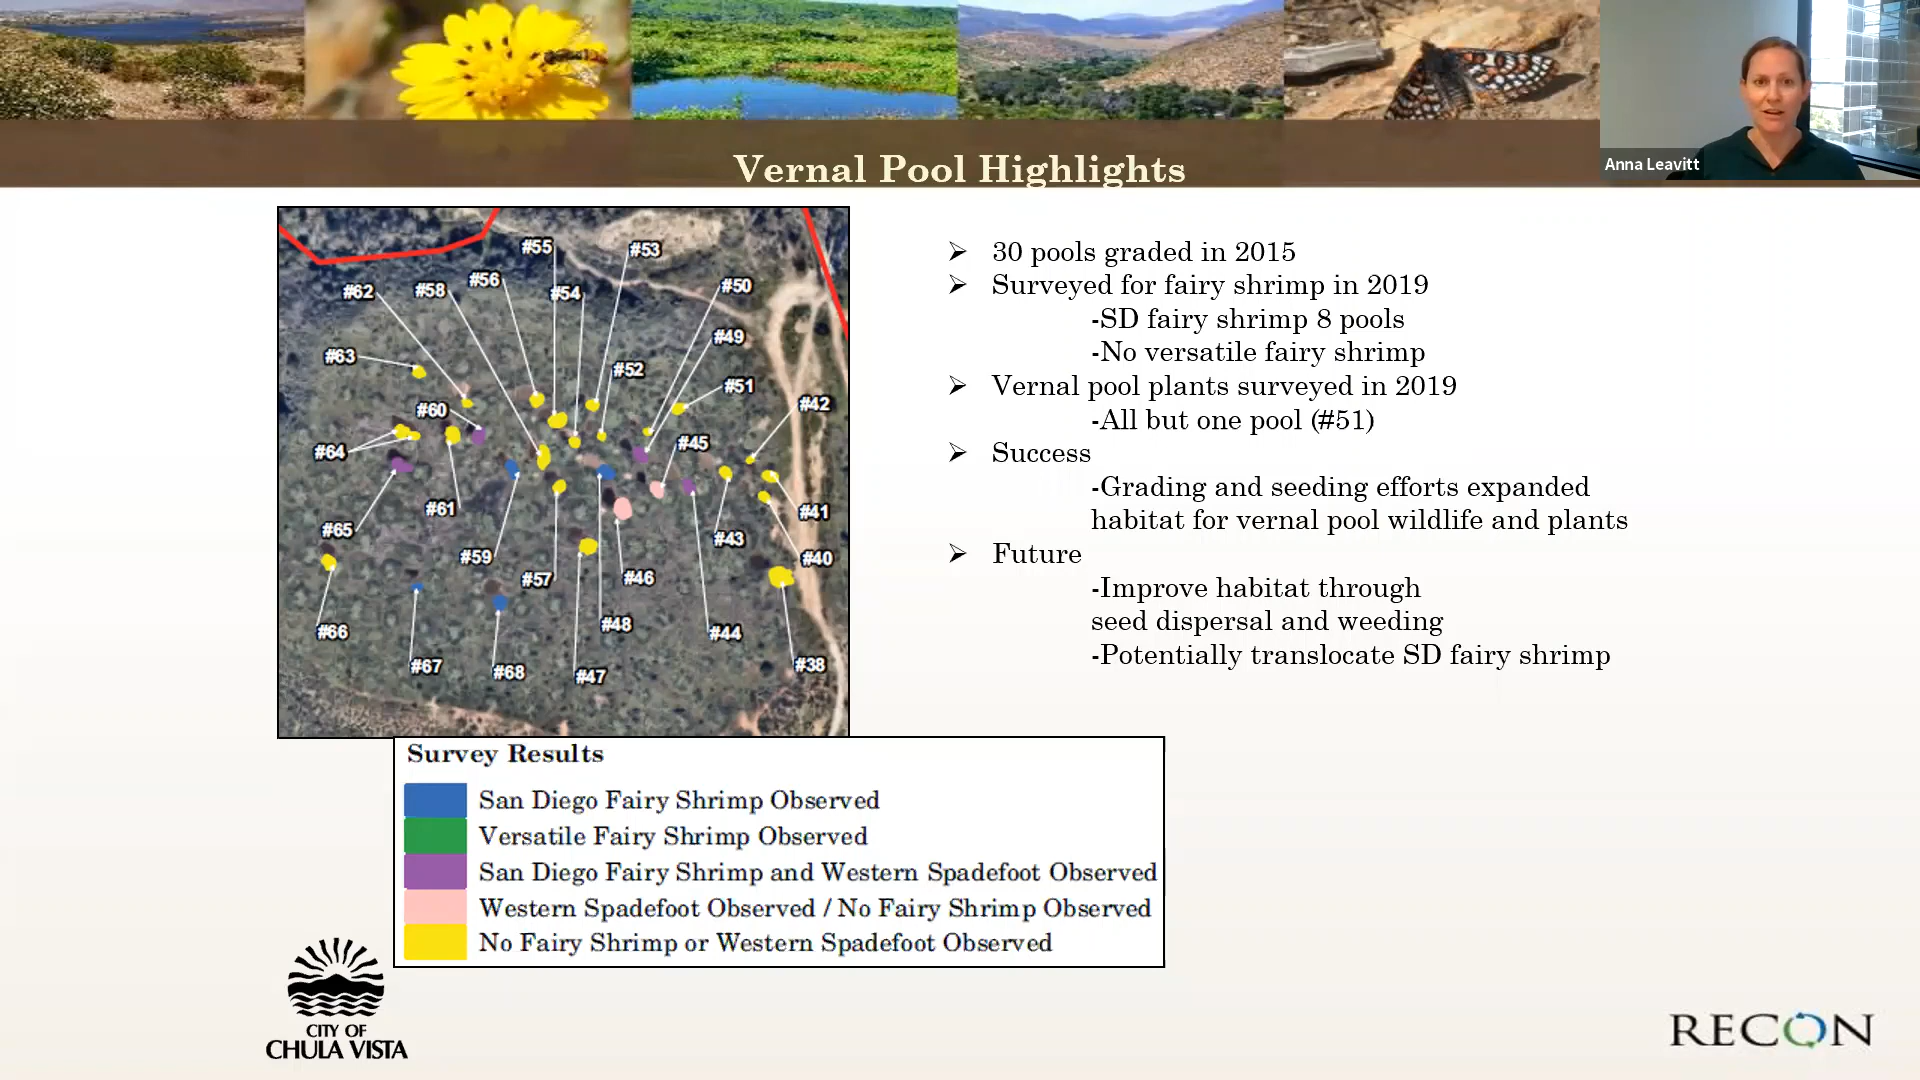 Anna Leavitt
Vernal Pool Highlights
#55
#53
#56
#50
#62
#58
#54
#49
#63
#52
#51
#42
#60
#45
#64
#61
#41
#65
#43
#59
#40
#57
#46
#48
#66
#44
#67
#68
#47
#38
➢ 30 pools graded in 2015
➢ Surveyed for fairy shrimp in 2019
-SD fairy shrimp 8 pools
-No versatile fairy shrimp
➢ Vernal pool plants surveyed in 2019
-All but one pool (#51)
➢ Success
-Grading and seeding efforts expanded
habitat for vernal pool wildlife and plants
➢ Future
-Improve habitat through
seed dispersal and weeding
-Potentially translocate SD fairy shrimp
Survey Results
San Diego Fairy Shrimp Observed
Versatile Fairy Shrimp Observed
San Diego Fairy Shrimp and Western Spadefoot Observed
Western Spadefoot Observed / No Fairy Shrimp Observed
No Fairy Shrimp or Western Spadefoot Observed
CITY OF
CHULA VISTA
RECON